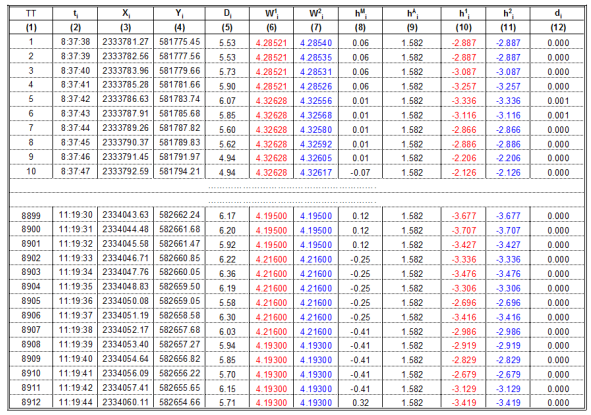 TT tᵢ Xᵢ Yᵢ Dᵢ W¹ᵢ W²ᵢ hᴹᵢ hᴬᵢ h¹ᵢ h²ᵢ dᵢ
(1) (2) (3) (4) (5) (6) (7) (8) (9) (10) (11) (12)
1 8:37:38 2333781.27 581775.45 5.53 4.28521 4.28540 0.06 1.582 -2.887 -2.887 0.000
2 8:37:39 2333782.56 581777.56 5.53 4.28521 4.28535 0.06 1.582 -2.887 -2.887 0.000
3 8:37:40 2333783.96 581779.66 5.73 4.28521 4.28531 0.06 1.582 -3.087 -3.087 0.000
4 8:37:41 2333785.28 581781.66 5.90 4.28521 4.28526 0.06 1.582 -3.257 -3.257 0.000
5 8:37:42 2333786.63 581783.74 6.07 4.32628 4.32556 0.01 1.582 -3.336 -3.336 0.001
6 8:37:43 2333787.91 581785.68 5.85 4.32628 4.32568 0.01 1.582 -3.116 -3.116 0.001
7 8:37:44 2333789.26 581787.82 5.60 4.32628 4.32580 0.01 1.582 -2.866 -2.866 0.000
8 8:37:45 2333790.37 581789.83 5.62 4.32628 4.32592 0.01 1.582 -2.886 -2.886 0.000
9 8:37:46 2333791.45 581791.97 4.94 4.32628 4.32605 0.01 1.582 -2.206 -2.206 0.000
10 8:37:47 2333792.59 581794.21 4.94 4.32628 4.32617 -0.07 1.582 -2.126 -2.126 0.000
……………………………………………………
……………………………………………………
8899 11:19:30 2334043.63 582662.24 6.17 4.19500 4.19500 0.12 1.582 -3.677 -3.677 0.000
8900 11:19:31 2334044.48 582661.68 6.20 4.19500 4.19500 0.12 1.582 -3.707 -3.707 0.000
8901 11:19:32 2334045.58 582661.47 5.92 4.19500 4.19500 0.12 1.582 -3.427 -3.427 0.000
8902 11:19:33 2334046.71 582660.85 6.22 4.21600 4.21600 -0.25 1.582 -3.336 -3.336 0.000
8903 11:19:34 2334047.76 582660.05 6.36 4.21600 4.21600 -0.25 1.582 -3.476 -3.476 0.000
8904 11:19:35 2334048.83 582659.50 6.19 4.21600 4.21600 -0.25 1.582 -3.306 -3.306 0.000
8905 11:19:36 2334050.08 582659.05 5.58 4.21600 4.21600 -0.25 1.582 -2.696 -2.696 0.000
8906 11:19:37 2334051.19 582658.58 6.30 4.21600 4.21600 -0.25 1.582 -3.416 -3.416 0.000
8907 11:19:38 2334052.17 582657.68 6.03 4.21600 4.21600 -0.41 1.582 -2.986 -2.986 0.000
8908 11:19:39 2334053.40 582657.27 5.94 4.19300 4.19300 -0.41 1.582 -2.919 -2.919 0.000
8909 11:19:40 2334054.64 582656.82 5.85 4.19300 4.19300 -0.41 1.582 -2.829 -2.829 0.000
8910 11:19:41 2334056.09 582656.22 5.70 4.19300 4.19300 -0.41 1.582 -2.679 -2.679 0.000
8911 11:19:42 2334057.41 582655.65 6.15 4.19300 4.19300 -0.41 1.582 -3.129 -3.129 0.000
8912 11:19:44 2334060.11 582654.66 5.71 4.19300 4.19300 0.32 1.582 -3.419 -3.419 0.000